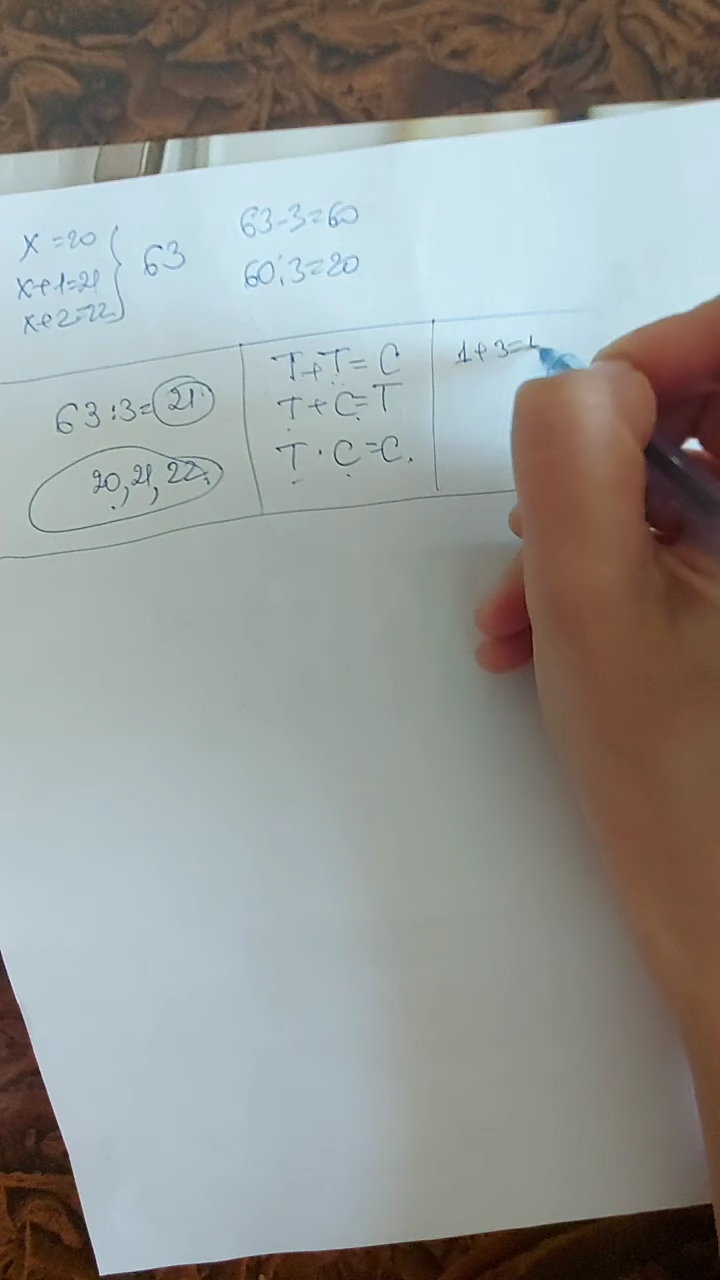 x = 20
x+1=21
x+2=22
63
63-3=60
60:3=20
63:3=21
20, 21, 22.
T+T=C
T+C=T
T·C=C.
1+3=4